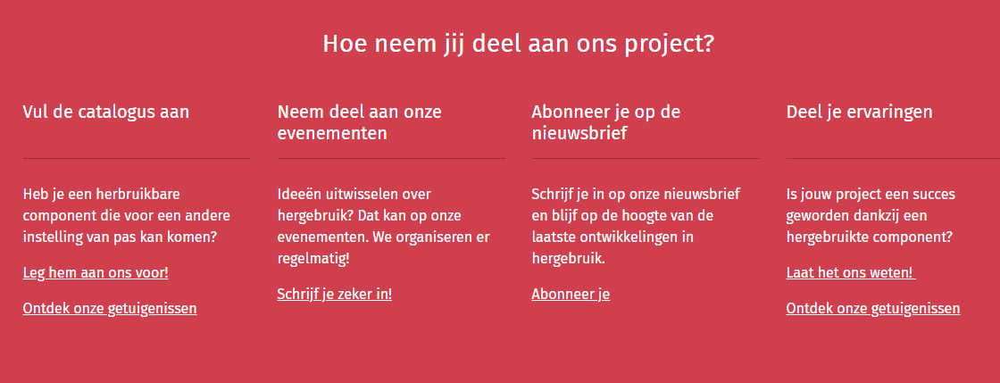 Hoe neem jij deel aan ons project?
Vul de catalogus aan
Heb je een herbruikbare
component die voor een andere
instelling van pas kan komen?
Leg hem aan ons voor!
Ontdek onze getuigenissen
Neem deel aan onze
evenementen
Ideeën uitwisselen over
hergebruik? Dat kan op onze
evenementen. We organiseren er
regelmatig!
Schrijf je zeker in!
Abonneer je op de
nieuwsbrief
Schrijf je in op onze nieuwsbrief
en blijf op de hoogte van de
laatste ontwikkelingen in
hergebruik.
Abonneer je
Deel je ervaringen
Is jouw project een succes
geworden dankzij een
hergebruikte component?
Laat het ons weten!
Ontdek onze getuigenissen